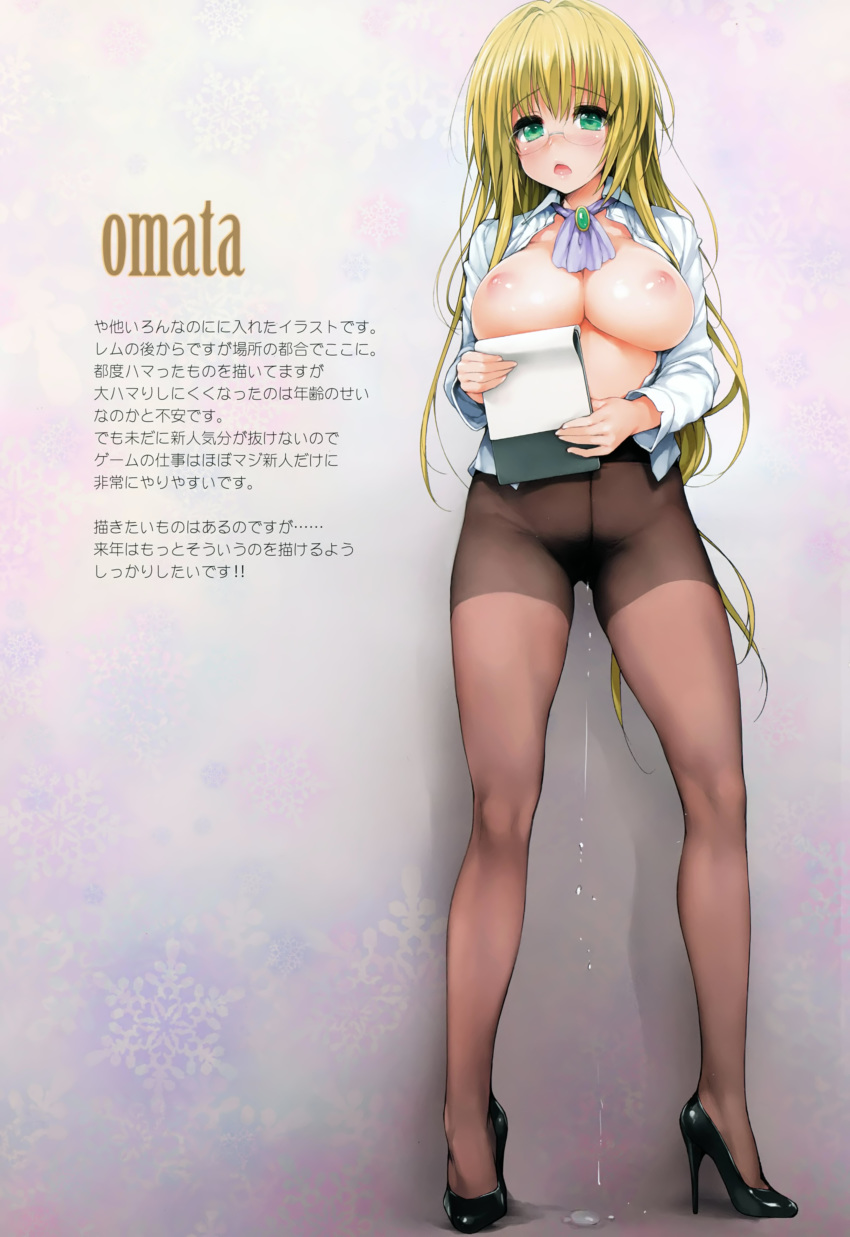 omata
や他いろんなのにに入れたイラストです。
レムの後からですが場所の都合でここに。
都度ハマったものを描いてますが
大ハマりしにくくなったのは年齢のせい
なのかと不安です。
でも未だに新人気分が抜けないので
ゲームの仕事はほぼマジ新人だけに
非常にやりやすいです。
描きたいものはあるのですが……
来年はもっとそういうのを描けるよう
しっかりしたいです!!